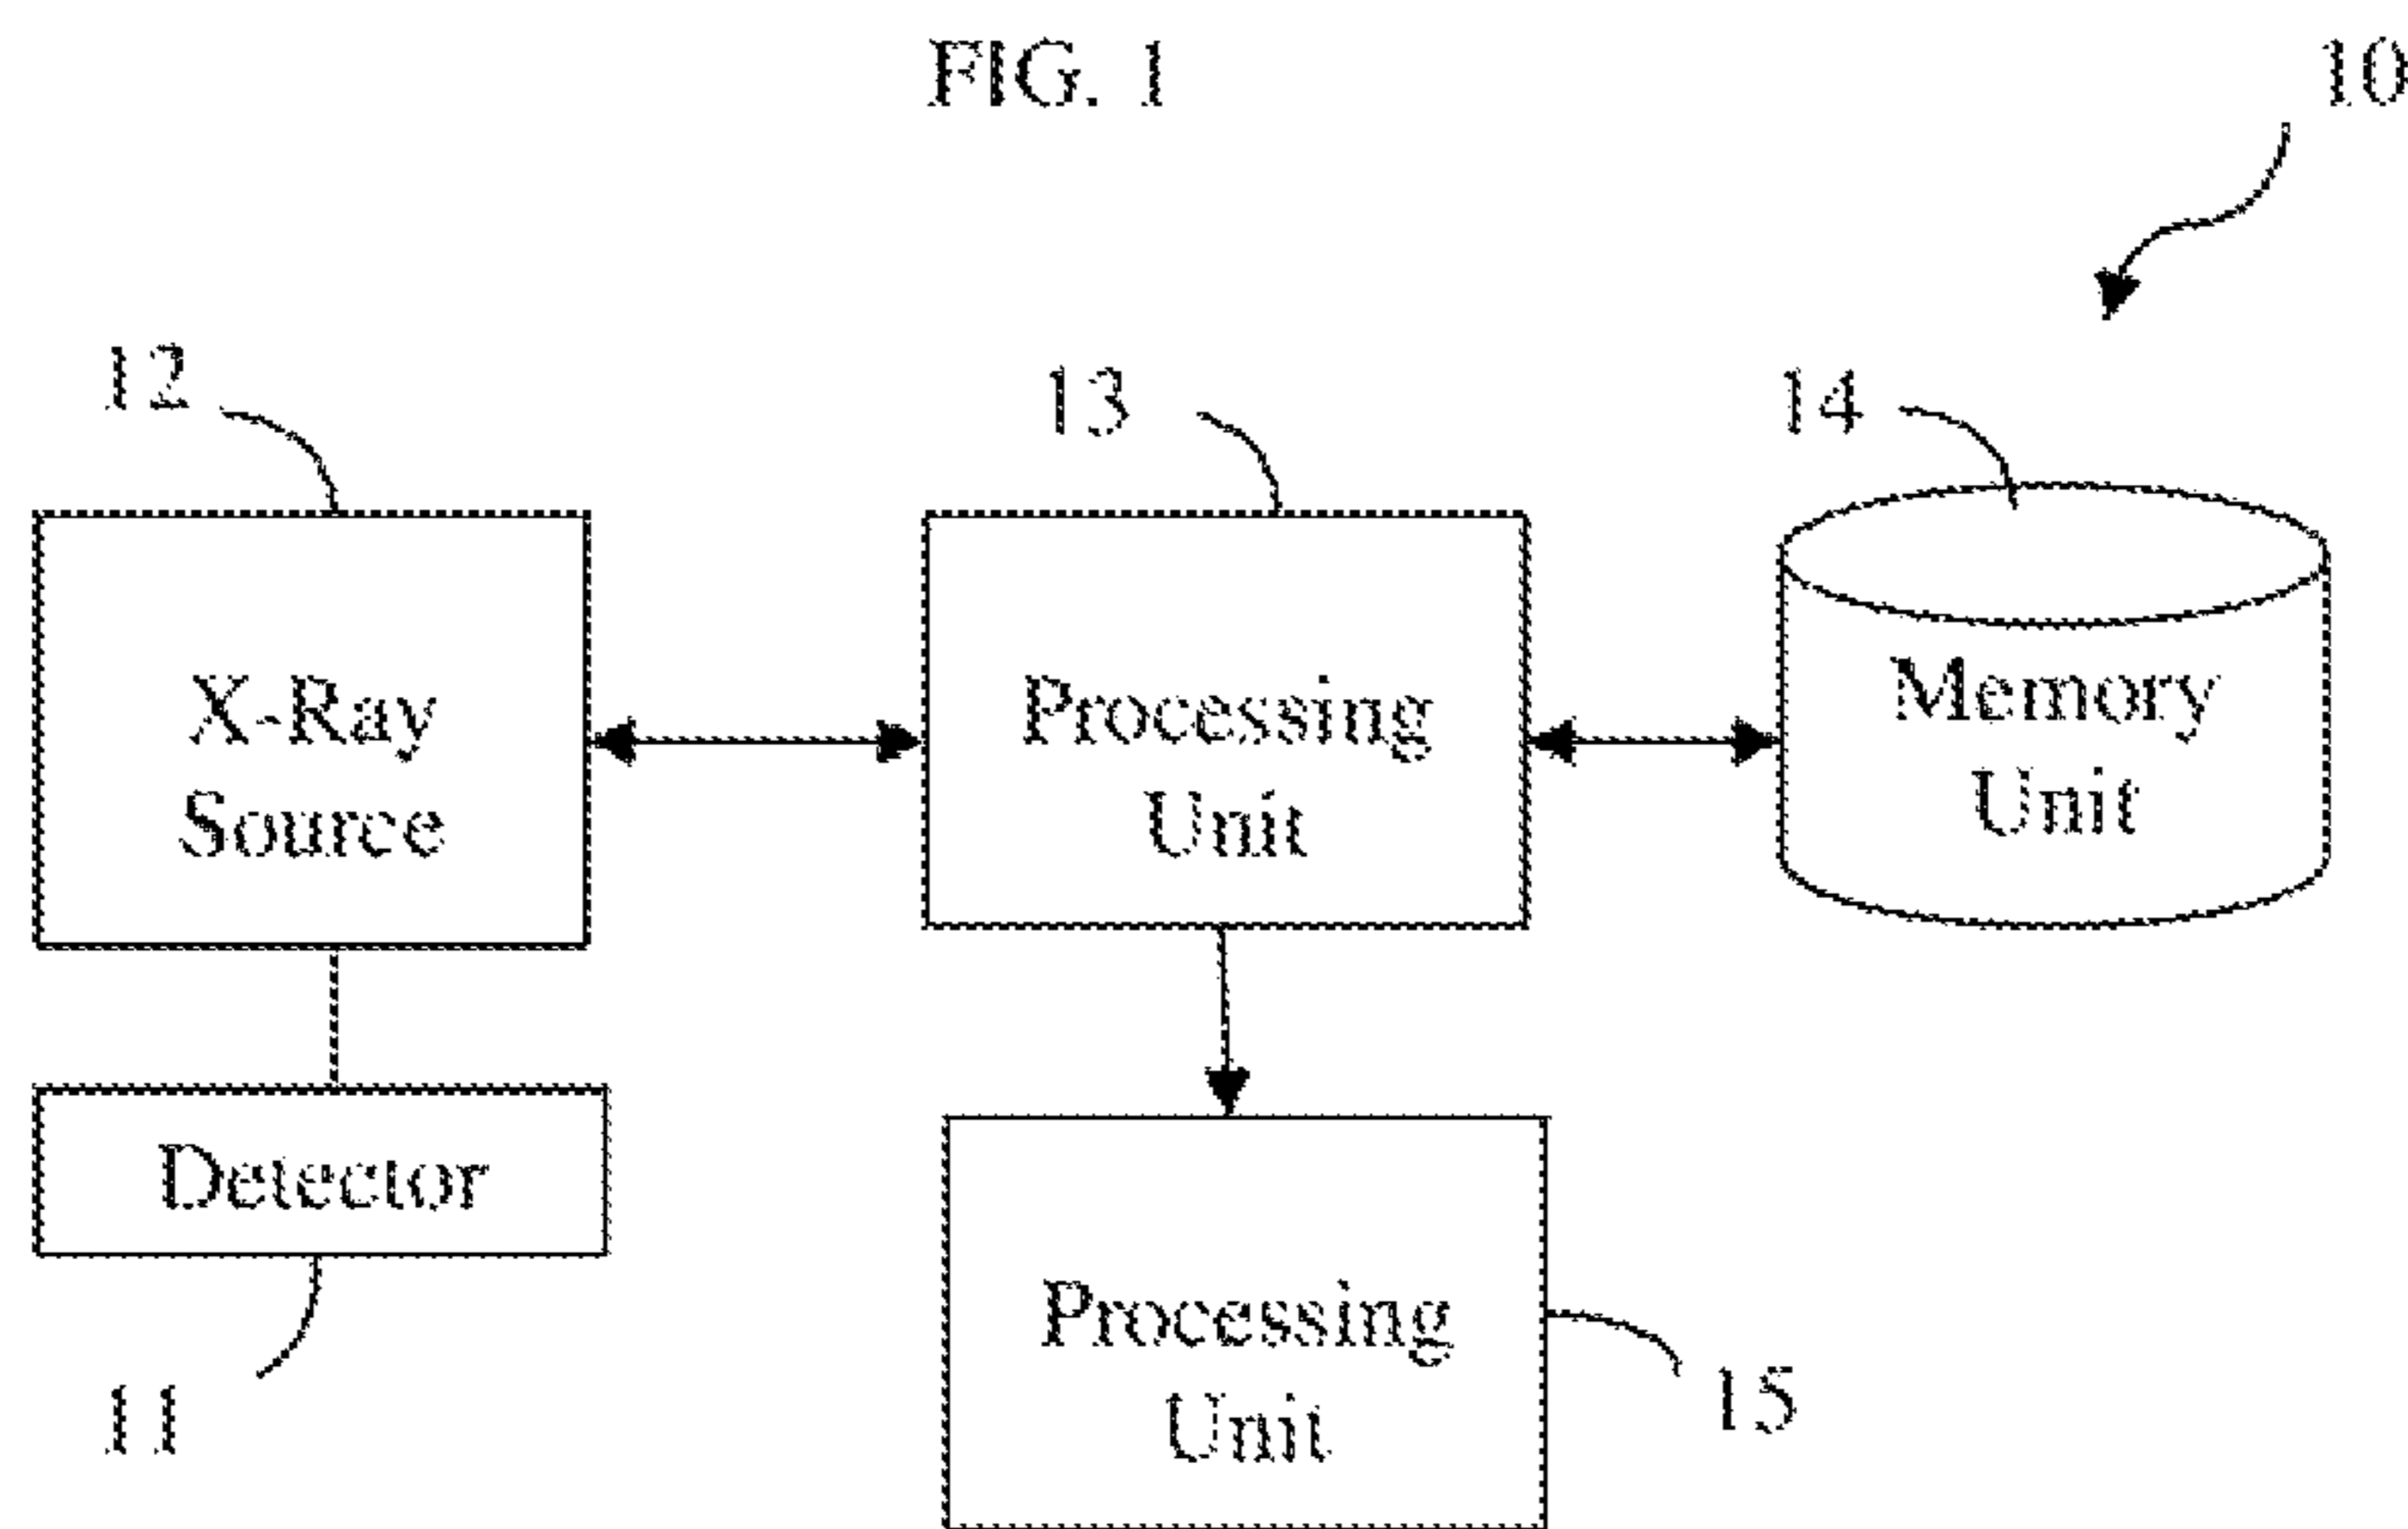 FIG. 1
10
12
13
14
X-Ray
Source
Processing
Unit
Memory
Unit
Detector
11
Processing
Unit
15